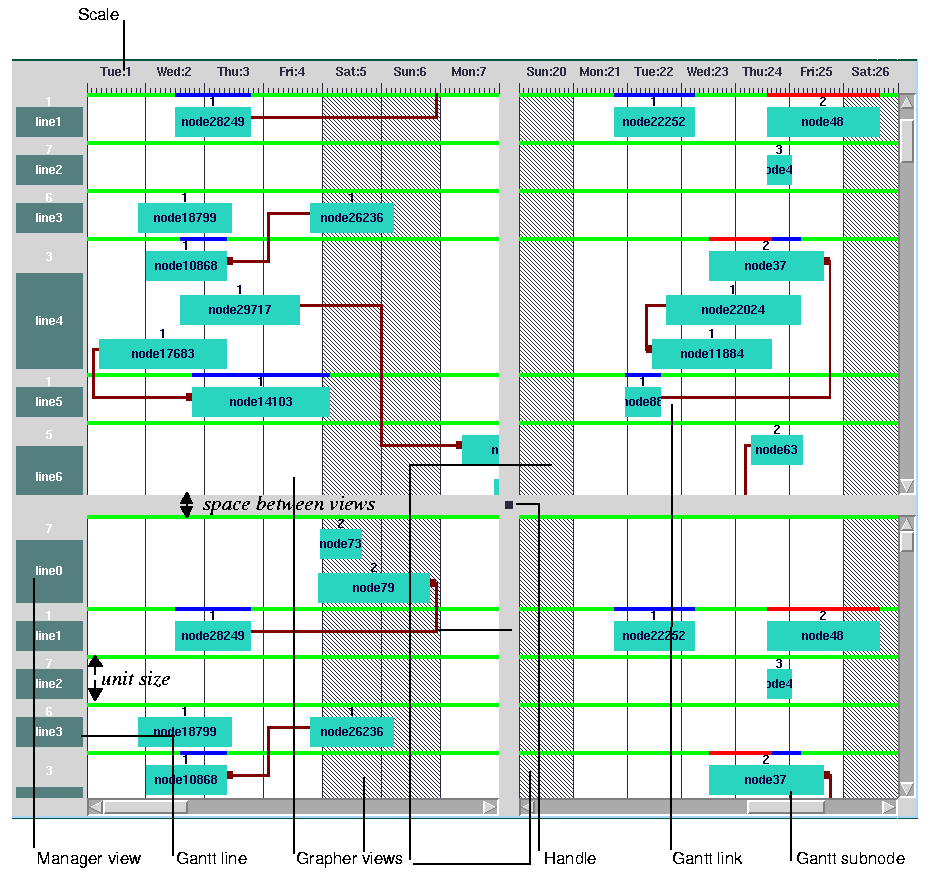 Scale
Tue:1 Wed:2 Thu:3 Fri:4 Sat:5 Sun:6 Mon:7 Sun:20 Mon:21 Tue:22 Wed:23 Thu:24 Fri:25 Sat:26
1 1 1 2
line1 node28249 node22252 node48
7 3
line2 ode4
6 1 1
line3 node18799 node26236
3 1 2
node10868 node37
1 1
line4 node29717 node22024
1 1
node17683 node11884
1 1 1
line5 node14103 node88
5 2
n node63
line6
space between views
7 2
node73
line0 2
node79
1 1 1 2
line1 node28249 node22252 node48
7 3
line2 unit size ode4
6 1 1
line3 node18799 node26236
3 1 2
node10868 node37
Manager view Gantt line Grapher views Handle Gantt link Gantt subnode